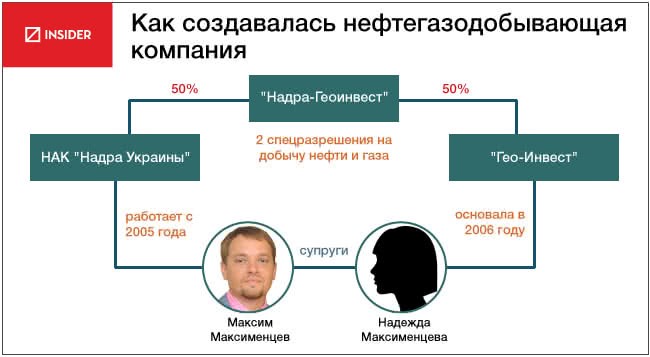 INSIDER
Как создавалась нефтегазодобывающая
компания
50%
"Надра-Геоинвест"
50%
НАК "Надра Украины"
2 спецразрешения на
добычу нефти и газа
"Гео-Инвест"
работает с
2005 года
супруги
основала в
2006 году
Максим
Максименцев
Надежда
Максименцева